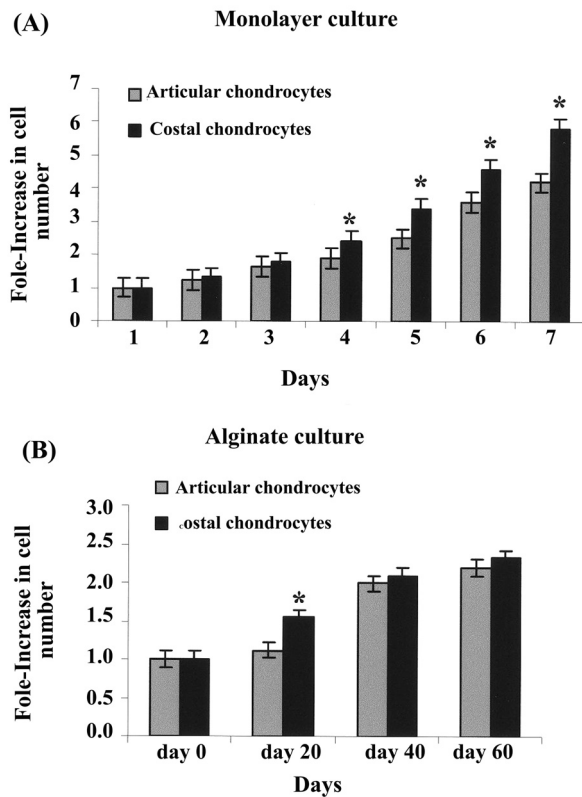 (A)
Monolayer culture
Articular chondrocytes
Costal chondrocytes
Fole-Increase in cell
number
7
6
5
4
3
2
1
0
*
*
*
*
1 2 3 4 5 6 7
Days
(B)
Alginate culture
Articular chondrocytes
costal chondrocytes
Fole-Increase in cell
number
3.0
2.5
2.0
1.5
1.0
0.5
0.0
*
day 0 day 20 day 40 day 60
Days